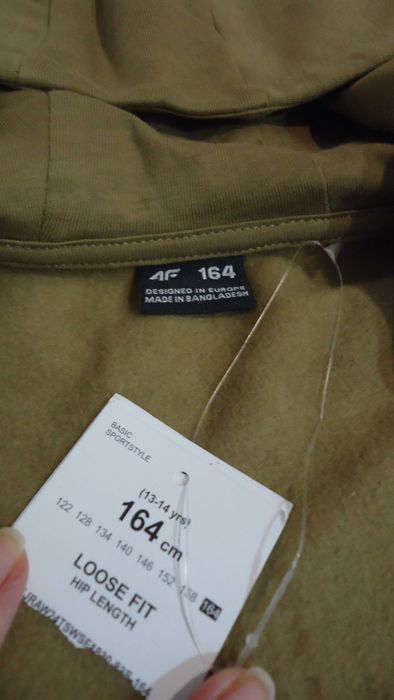 4F 164
DESIGNED IN EUROPE
MADE IN BANGLADESH
BASIC
SPORTSTYLE
(13-14 yrs)
164 cm
122 128 134 140 146 152 158 164
LOOSE FIT
HIP LENGTH